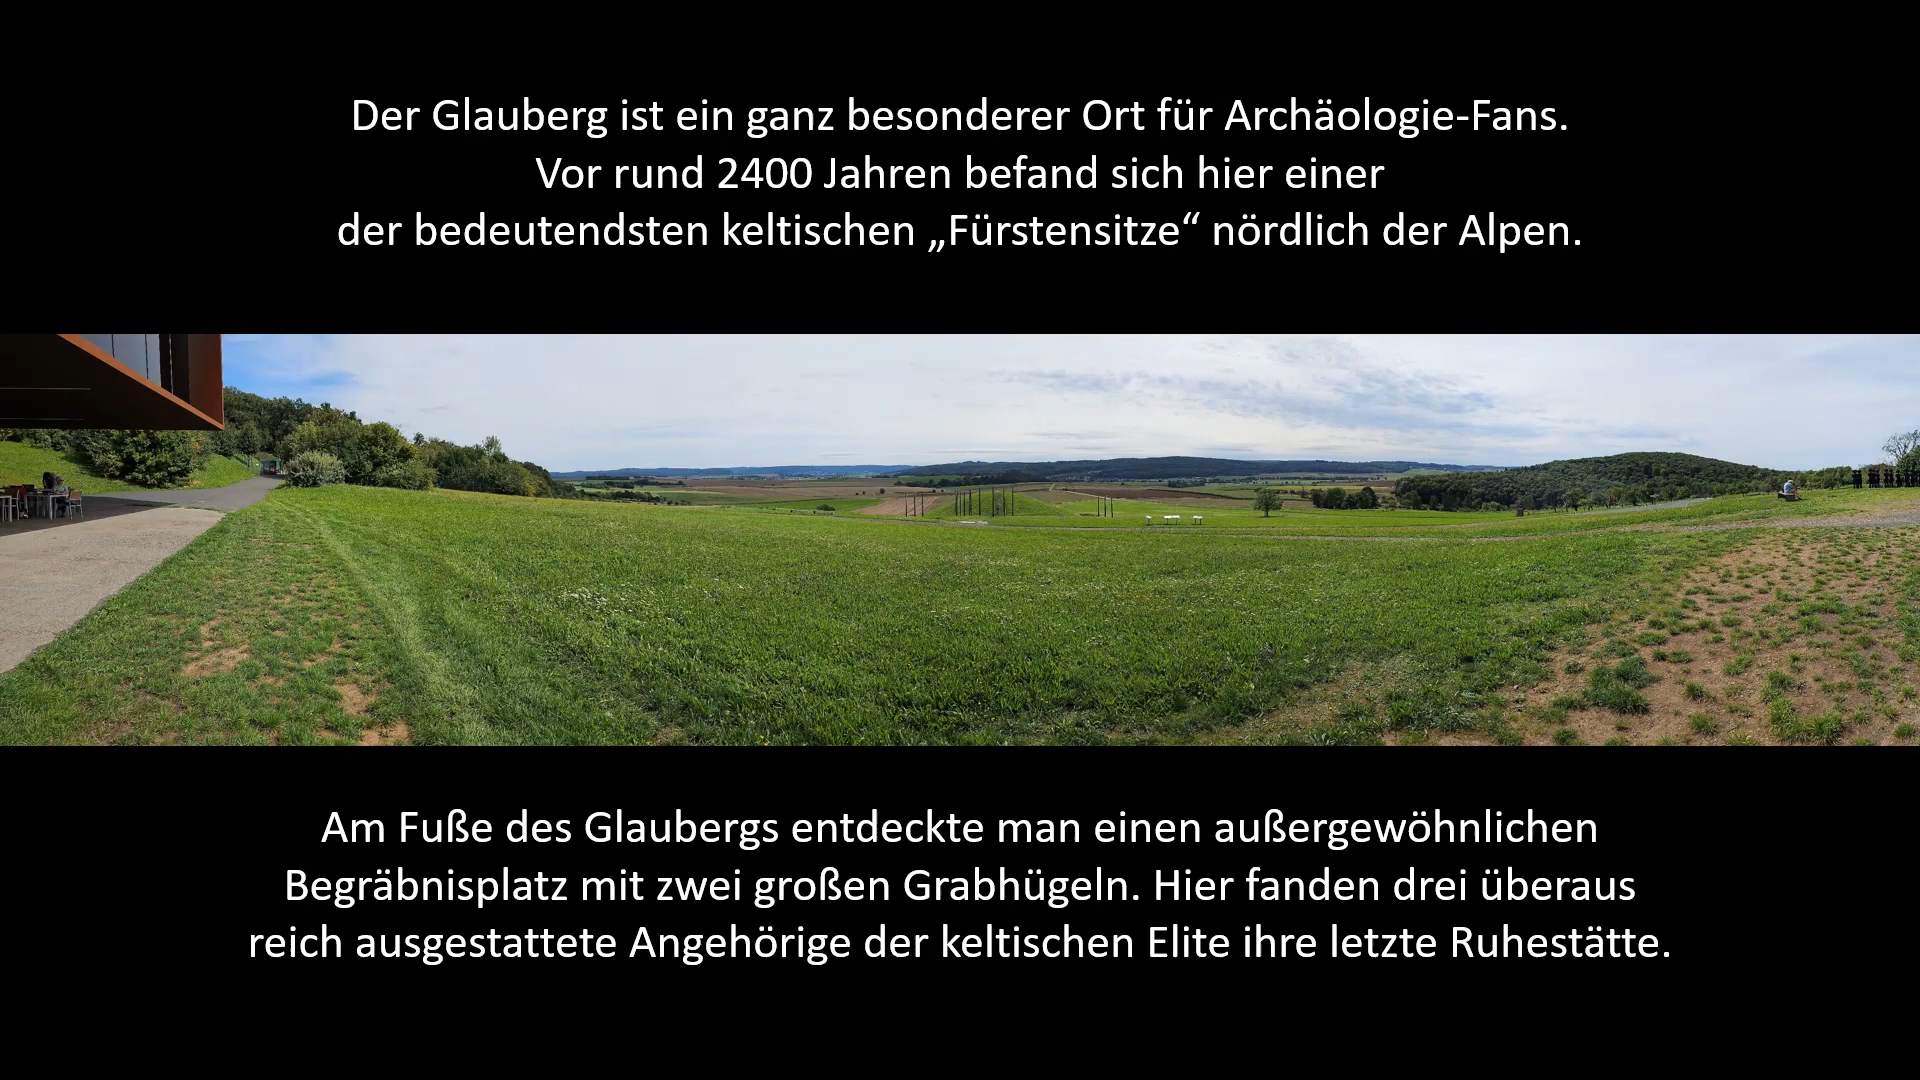 Der Glauberg ist ein ganz besonderer Ort für Archäologie-Fans.
Vor rund 2400 Jahren befand sich hier einer
der bedeutendsten keltischen „Fürstensitze“ nördlich der Alpen.
Am Fuße des Glaubergs entdeckte man einen außergewöhnlichen
Begräbnisplatz mit zwei großen Grabhügeln. Hier fanden drei überaus
reich ausgestattete Angehörige der keltischen Elite ihre letzte Ruhestätte.